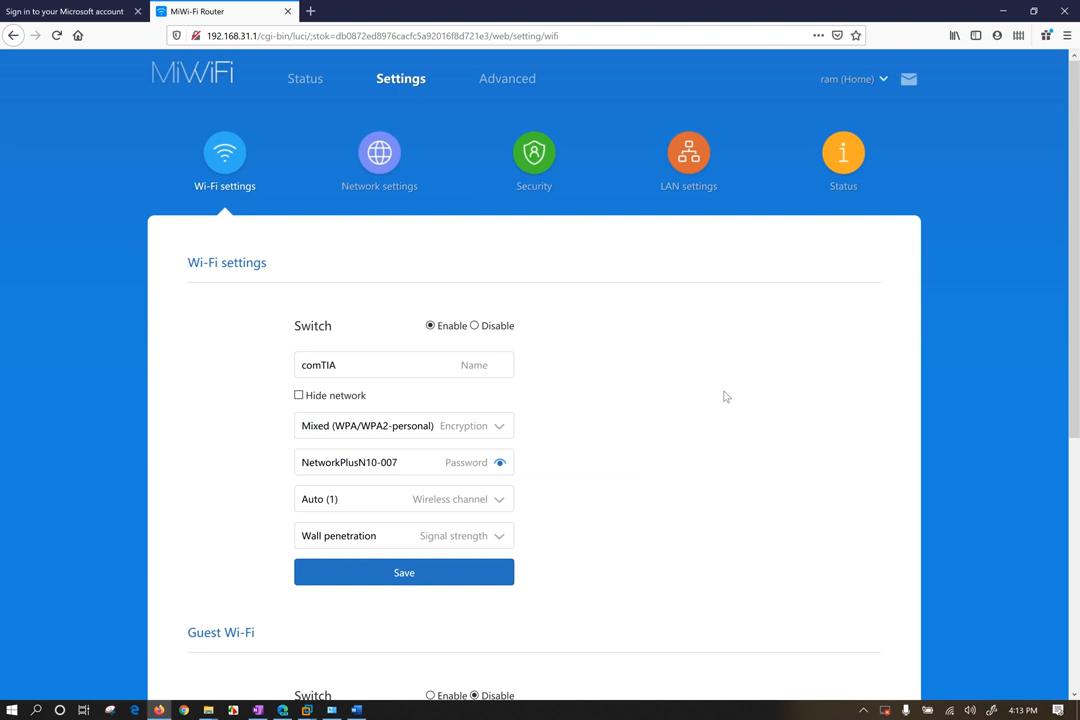 Sign in to your Microsoft account
MiWi-Fi Router
192.168.31.1/cgi-bin/luci/;stok=db0872ed8976cacfc5a92016f8d721e3/web/setting/wifi
MiWiFi
Status
Settings
Advanced
ram (Home)
Wi-Fi settings
Network settings
Security
LAN settings
Status
Wi-Fi settings
Switch Enable Disable
comTIA Name
Hide network
Mixed (WPA/WPA2-personal) Encryption
NetworkPlusN10-007 Password
Auto (1) Wireless channel
Wall penetration Signal strength
Save
Guest Wi-Fi
Switch Enable Disable
4:13 PM